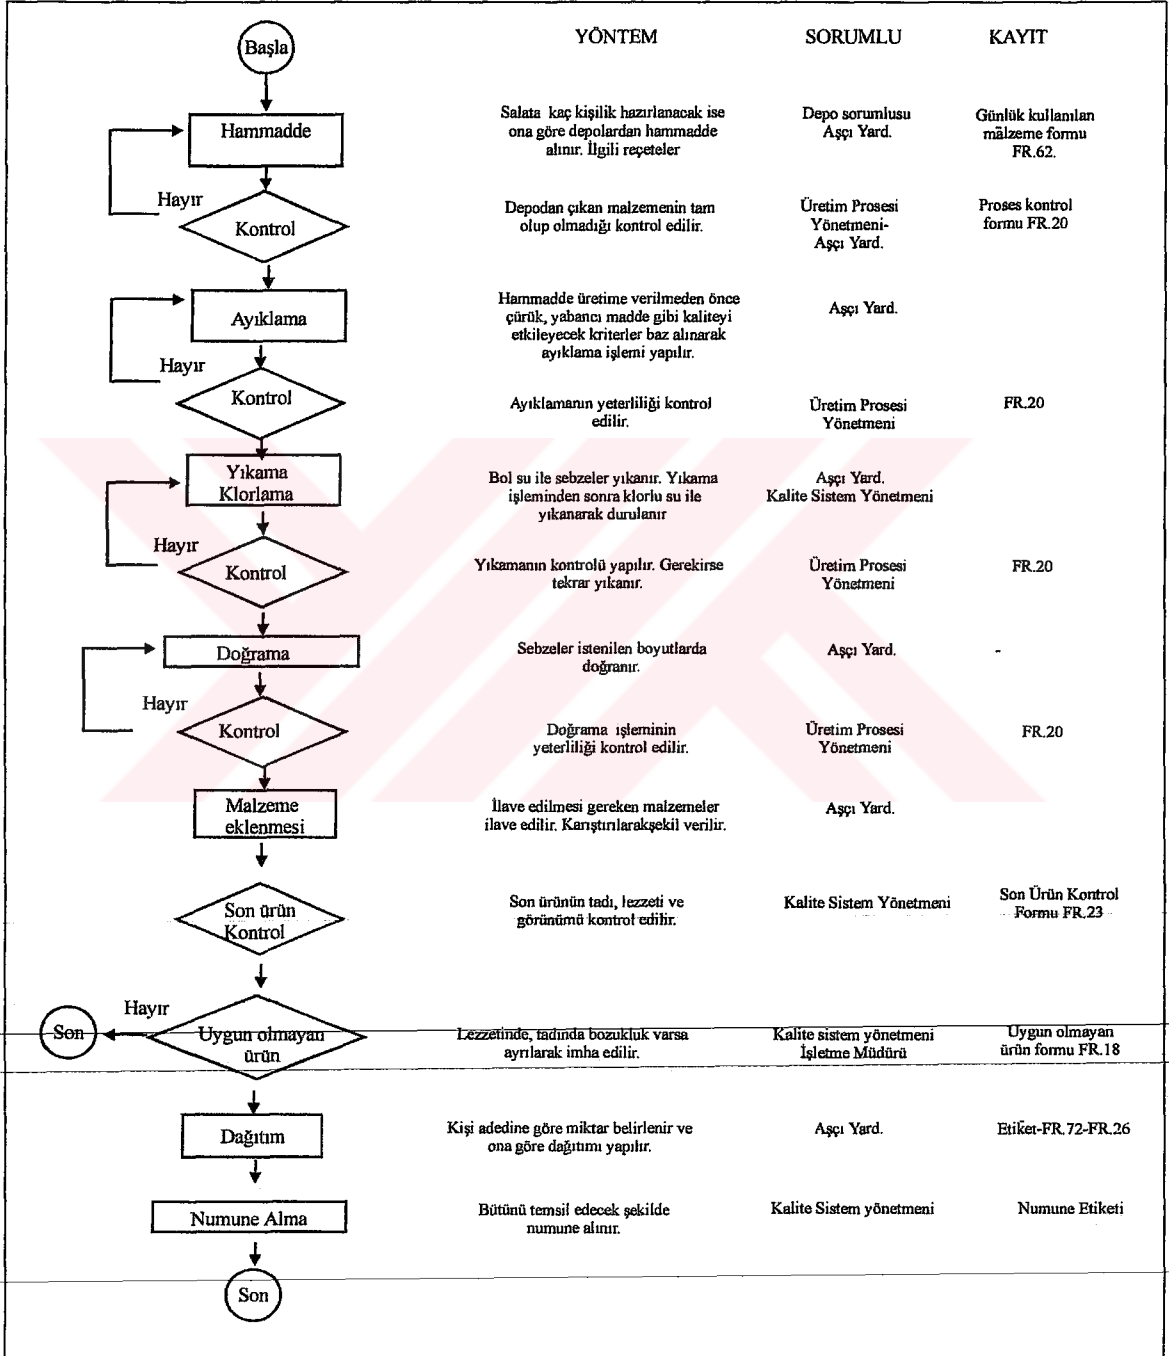 Başla
YÖNTEM
SORUMLU
KAYIT
Hammadde
Salata kaç kişilik hazırlanacak ise
ona göre depolardan hammadde
alınır. İlgili reçeteler
Depo sorumlusu
Aşçı Yard.
Günlük kullanılan
mälzeme formu
FR.62.
Hayır
Kontrol
Depodan çıkan malzemenin tam
olup olmadığı kontrol edilir.
Üretim Prosesi
Yönetmeni-
Aşçı Yard.
Proses kontrol
formu FR.20
Ayıklama
Hammadde üretime verilmeden önce
çürük, yabancı madde gibi kaliteyi
etkileyecek kriterler baz alınarak
ayıklama işlemi yapılır.
Aşçı Yard.
Hayır
Kontrol
Ayıklamanın yeterliliği kontrol
edilir.
Üretim Prosesi
Yönetmeni
FR.20
Yıkama
Klorlama
Bol su ile sebzeler yıkanır. Yıkama
işleminden sonra klorlu su ile
yıkanarak durulanır
Aşçı Yard.
Kalite Sistem Yönetmeni
Hayır
Kontrol
Yıkamanın kontrolü yapılır. Gerekirse
tekrar yıkanır.
Üretim Prosesi
Yönetmeni
FR.20
Doğrama
Sebzeler istenilen boyutlarda
doğranır.
Aşçı Yard.
-
Hayır
Kontrol
Doğrama işleminin
yeterliliği kontrol edilir.
Üretim Prosesi
Yönetmeni
FR.20
Malzeme
eklenmesi
İlave edilmesi gereken malzemeler
ilave edilir. Karıştırılarakşekil verilir.
Aşçı Yard.
Son ürün
Kontrol
Son ürünün tadı, lezzeti ve
görünümü kontrol edilir.
Kalite Sistem Yönetmeni
Son Ürün Kontrol
Formu FR.23
Hayır
Son
Uygun olmayan
ürün
Lezzetinde, tadında bozukluk varsa
ayrılarak imha edilir.
Kalite sistem yönetmeni
İşletme Müdürü
Uygun olmayan
ürün formu FR.18
Dağıtım
Kişi adedine göre miktar belirlenir ve
ona göre dağıtımı yapılır.
Aşçı Yard.
Etiket-FR.72-FR.26
Numune Alma
Bütünü temsil edecek şekilde
numune alınır.
Kalite Sistem yönetmeni
Numune Etiketi
Son